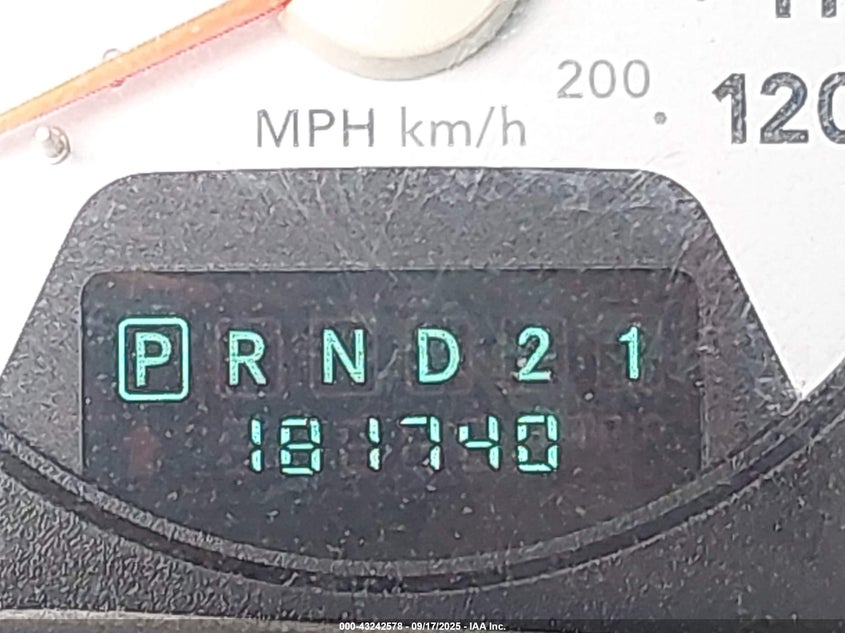 200
120
MPH km/h
P R N D 2 1
181740
000-43242578 - 09/17/2025 - IAA Inc.